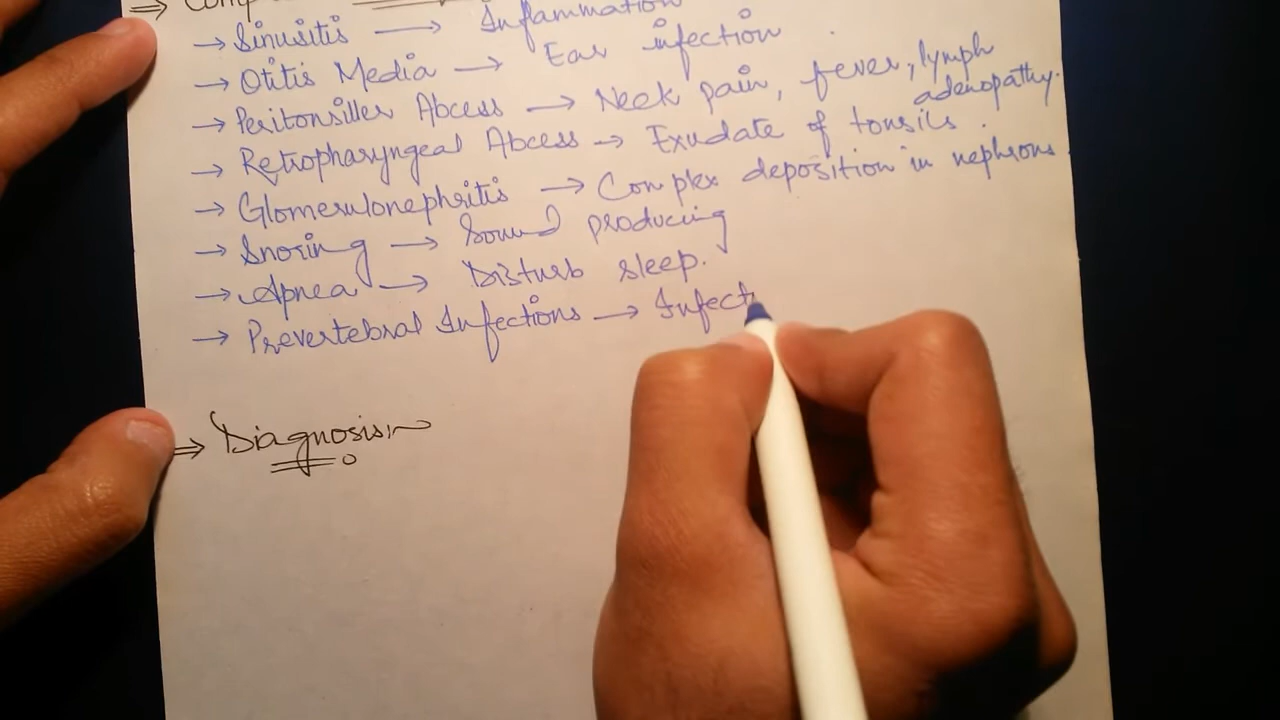 ⇒ Comp
→ Sinusitis → Inflammation
→ Otitis Media → Ear infection
→ Peritonsiller Abcess → Neck pain, fever, lymph adenopathy.
→ Retropharyngeal Abcess → Exudate of tonsils.
→ Glomerulonephritis → Complex deposition in nephrons.
→ Snoring → Sound producing
→ Apnea → Disturb sleep.
→ Prevertebral Infections → Infect
⇒ Diagnosis: